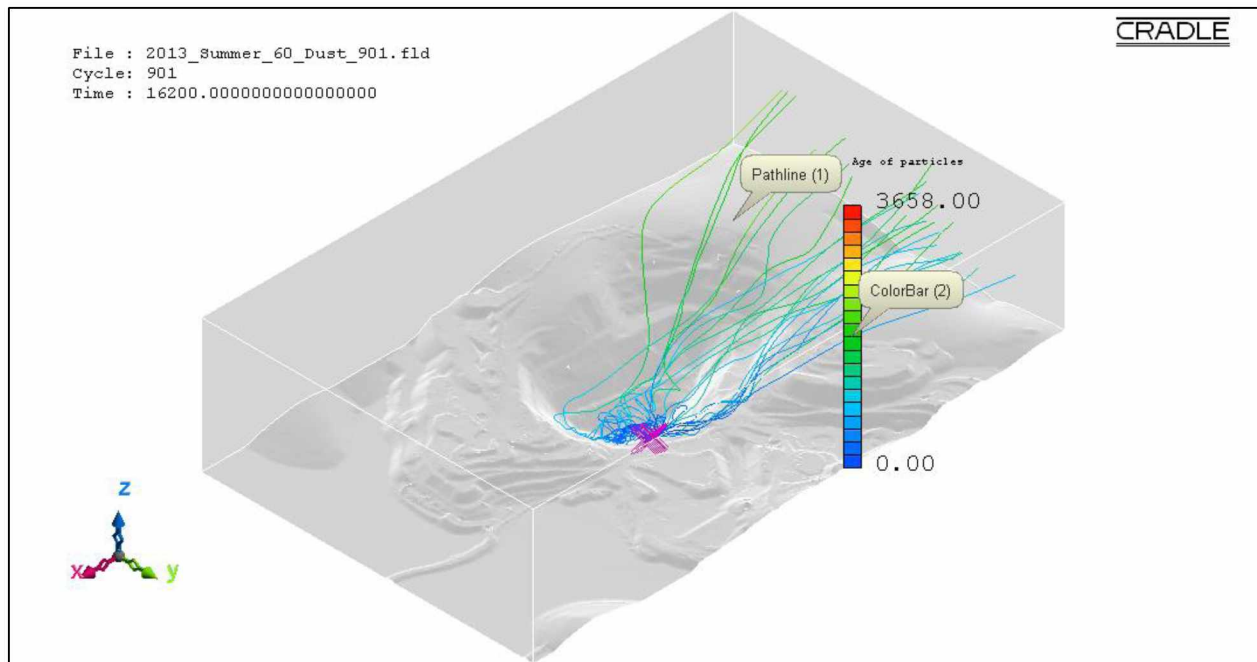 CRADLE
File : 2013_Summer_60_Dust_901.fld
Cycle: 901
Time : 16200.0000000000000000
Age of particles
Pathline (1)
3658.00
ColorBar (2)
0.00
z
x
y